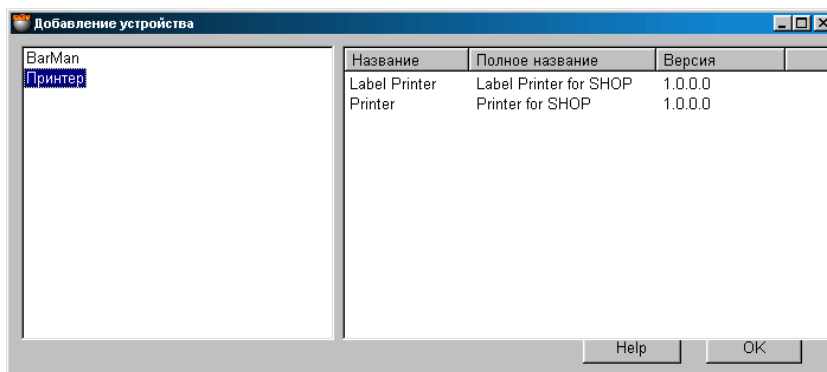 Добавление устройства
BarMan
Принтер
Название Полное название Версия
Label Printer Label Printer for SHOP 1.0.0.0
Printer Printer for SHOP 1.0.0.0
Help OK